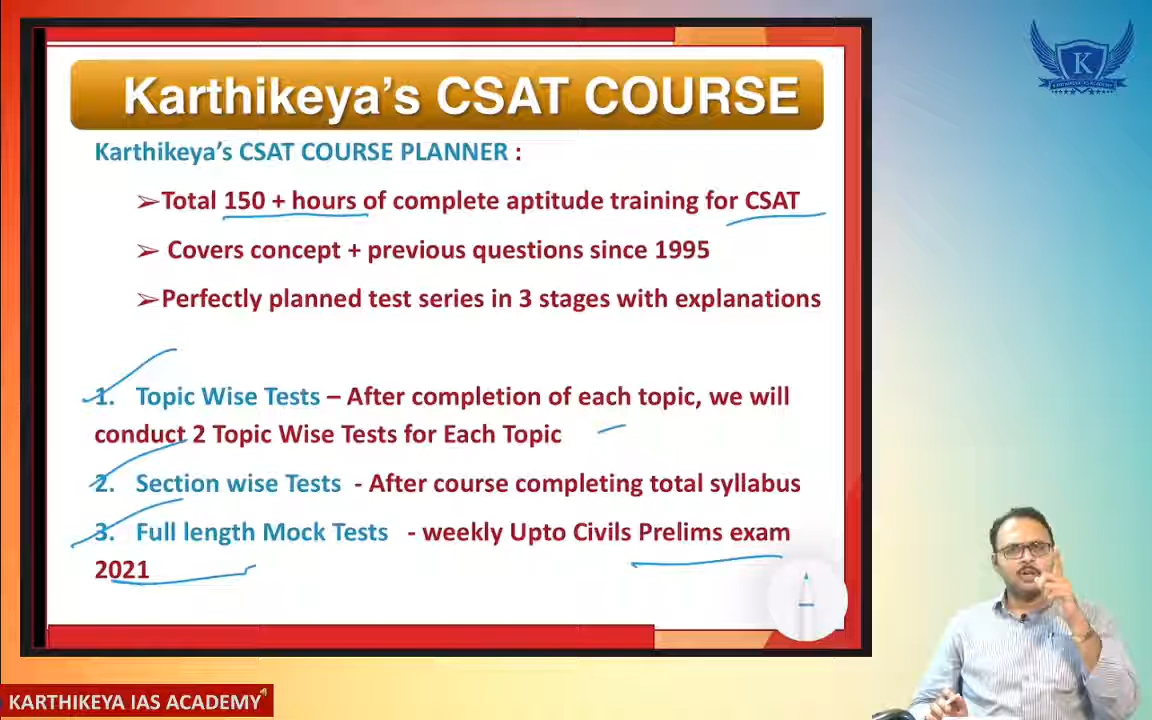 Karthikeya's CSAT COURSE
Karthikeya's CSAT COURSE PLANNER :
➢Total 150 + hours of complete aptitude training for CSAT
➢ Covers concept + previous questions since 1995
➢Perfectly planned test series in 3 stages with explanations
1. Topic Wise Tests – After completion of each topic, we will
conduct 2 Topic Wise Tests for Each Topic
2. Section wise Tests - After course completing total syllabus
3. Full length Mock Tests - weekly Upto Civils Prelims exam
2021
K
KARTHIKEYA IAS ACADEMY